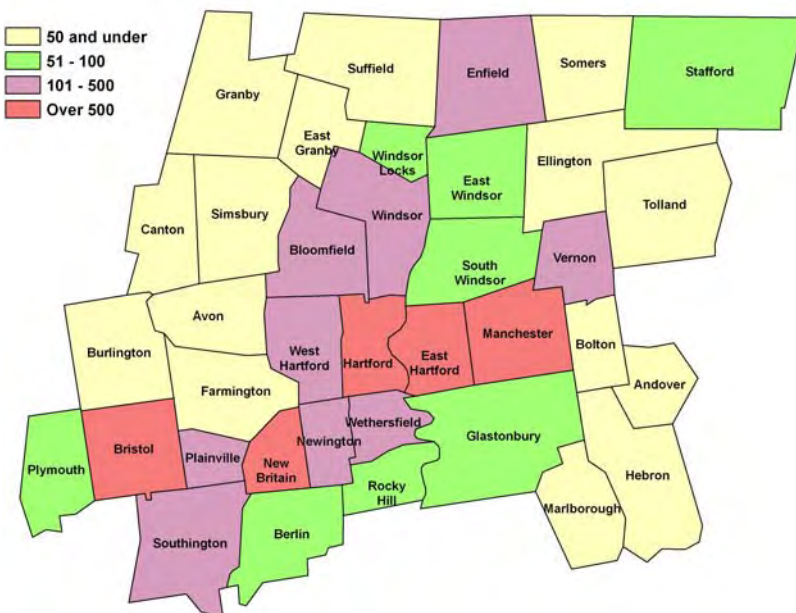 50 and under
51 - 100
101 - 500
Over 500
Granby
Suffield
Enfield
Somers
Stafford
East
Granby
Windsor
Locks
East
Windsor
Ellington
Tolland
Canton
Simsbury
Bloomfield
Windsor
South
Windsor
Vernon
Burlington
Avon
West
Hartford
Hartford
East
Hartford
Manchester
Bolton
Andover
Farmington
Plymouth
Bristol
Plainville
New
Britain
Newington
Wethersfield
Glastonbury
Hebron
Rocky
Hill
Marlborough
Southington
Berlin